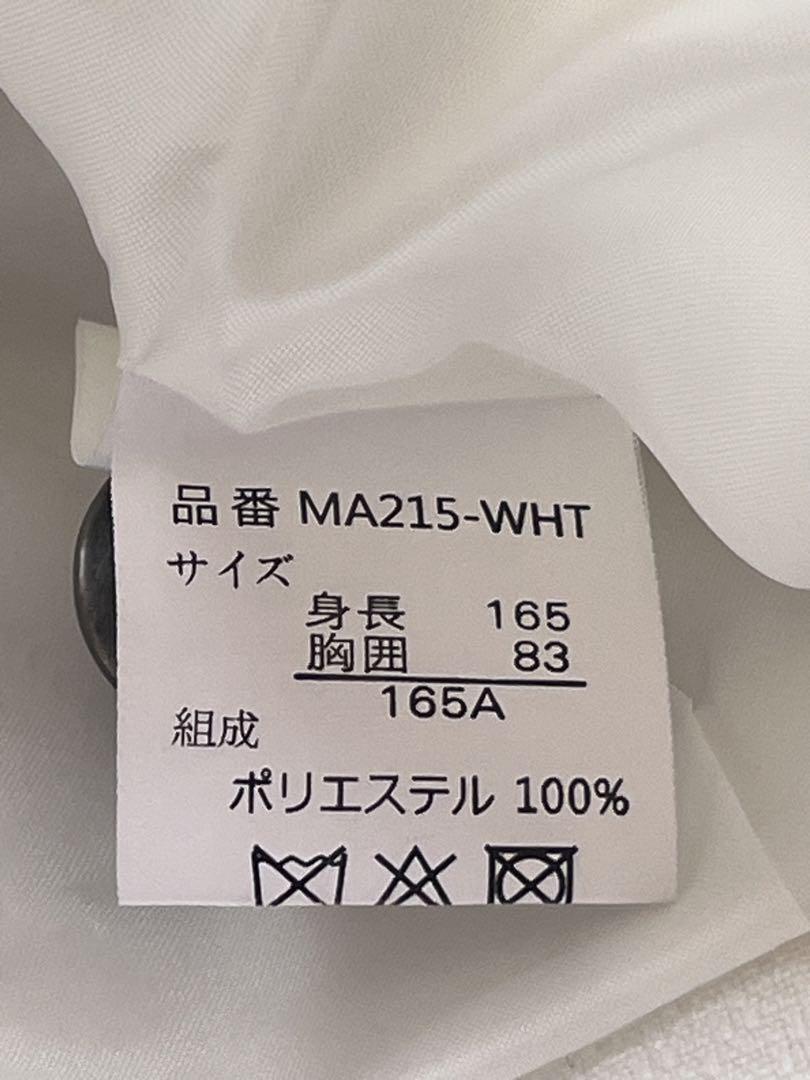 品番 MA215-WHT
サイズ
身長 165
胸囲 83
165A
組成
ポリエステル 100%